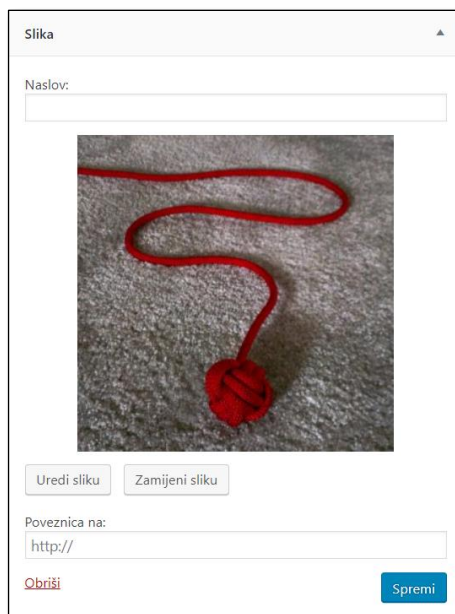 Slika
Naslov:
Uredi sliku
Zamijeni sliku
Poveznica na:
http://
Obriši
Spremi